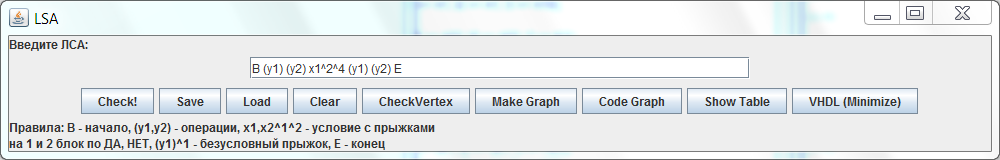 LSA
Введите ЛСА:
B (y1) (y2) x1^2^4 (y1) (y2) E
Check! Save Load Clear CheckVertex Make Graph Code Graph Show Table VHDL (Minimize)
Правила: B - начало, (y1,y2) - операции, x1,x2^1^2 - условие с прыжками
на 1 и 2 блок по ДА, НЕТ, (y1)^1 - безусловный прыжок, E - конец